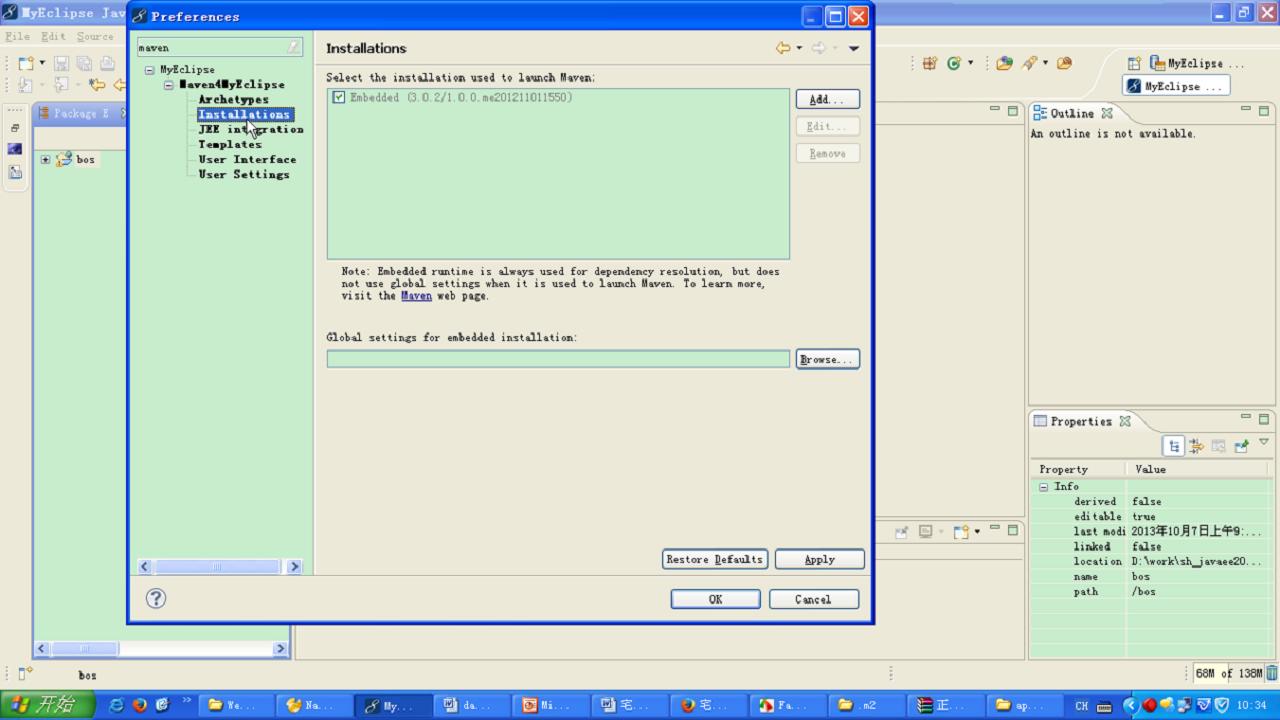 MyEclipse Jav
Preferences
File Edit Source
maven
MyEclipse
Maven4MyEclipse
Archetypes
Installations
JEE integration
Templates
User Interface
User Settings
Installations
Select the installation used to launch Maven:
Embedded (3.0.2/1.0.0.me201211011550)
Add...
Edit...
Remove
Note: Embedded runtime is always used for dependency resolution, but does
not use global settings when it is used to launch Maven. To learn more,
visit the Maven web page.
Global settings for embedded installation:
Browse...
Restore Defaults
Apply
OK
Cancel
Package E
bos
MyEclipse ...
MyEclipse ...
Outline
An outline is not available.
Properties
Property Value
Info
derived false
editable true
last modi 2013年10月7日上午9:...
linked false
location D:\work\sh_javaee20...
name bos
path /bos
bos
68M of 138M
开始
We...
Na...
My...
da...
Mi...
宅...
宅...
Fa...
.m2
正...
ap...
CH
10:34